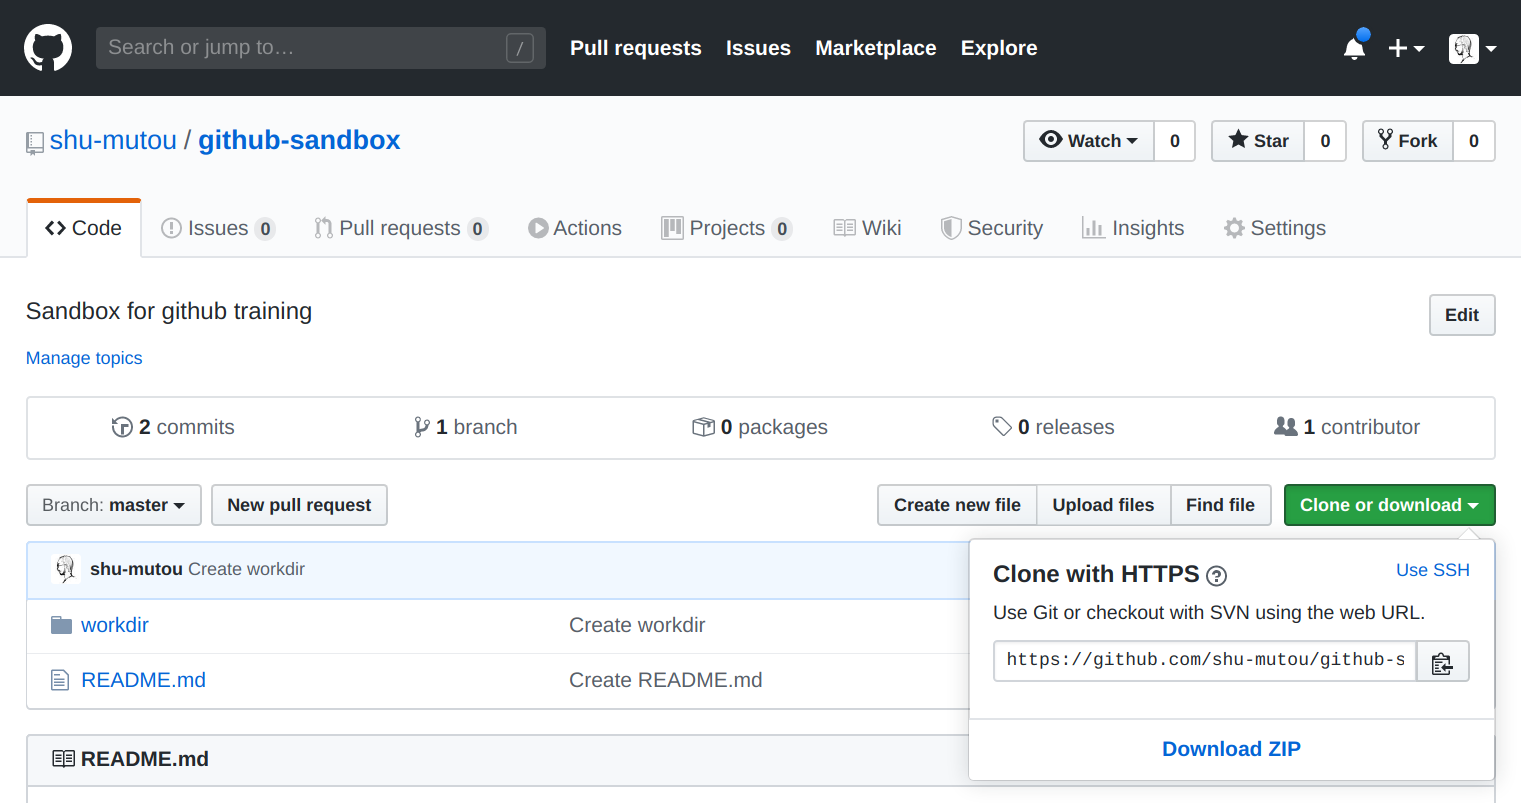 Search or jump to… /
Pull requests Issues Marketplace Explore
shu-mutou / github-sandbox
Watch 0 Star 0 Fork 0
Code Issues 0 Pull requests 0 Actions Projects 0 Wiki Security Insights Settings
Sandbox for github training
Edit
Manage topics
2 commits 1 branch 0 packages 0 releases 1 contributor
Branch: master New pull request Create new file Upload files Find file Clone or download
shu-mutou Create workdir
workdir Create workdir
README.md Create README.md
README.md
Clone with HTTPS ?
Use SSH
Use Git or checkout with SVN using the web URL.
https://github.com/shu-mutou/github-s
Download ZIP